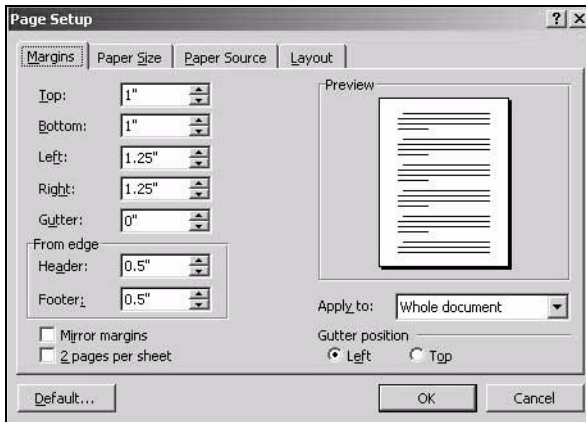 Page Setup
Margins
Paper Size
Paper Source
Layout
Top: 1"
Bottom: 1"
Left: 1.25"
Right: 1.25"
Gutter: 0"
From edge
Header: 0.5"
Footer: 0.5"
Mirror margins
2 pages per sheet
Preview
Apply to: Whole document
Gutter position
Left Top
Default...
OK
Cancel